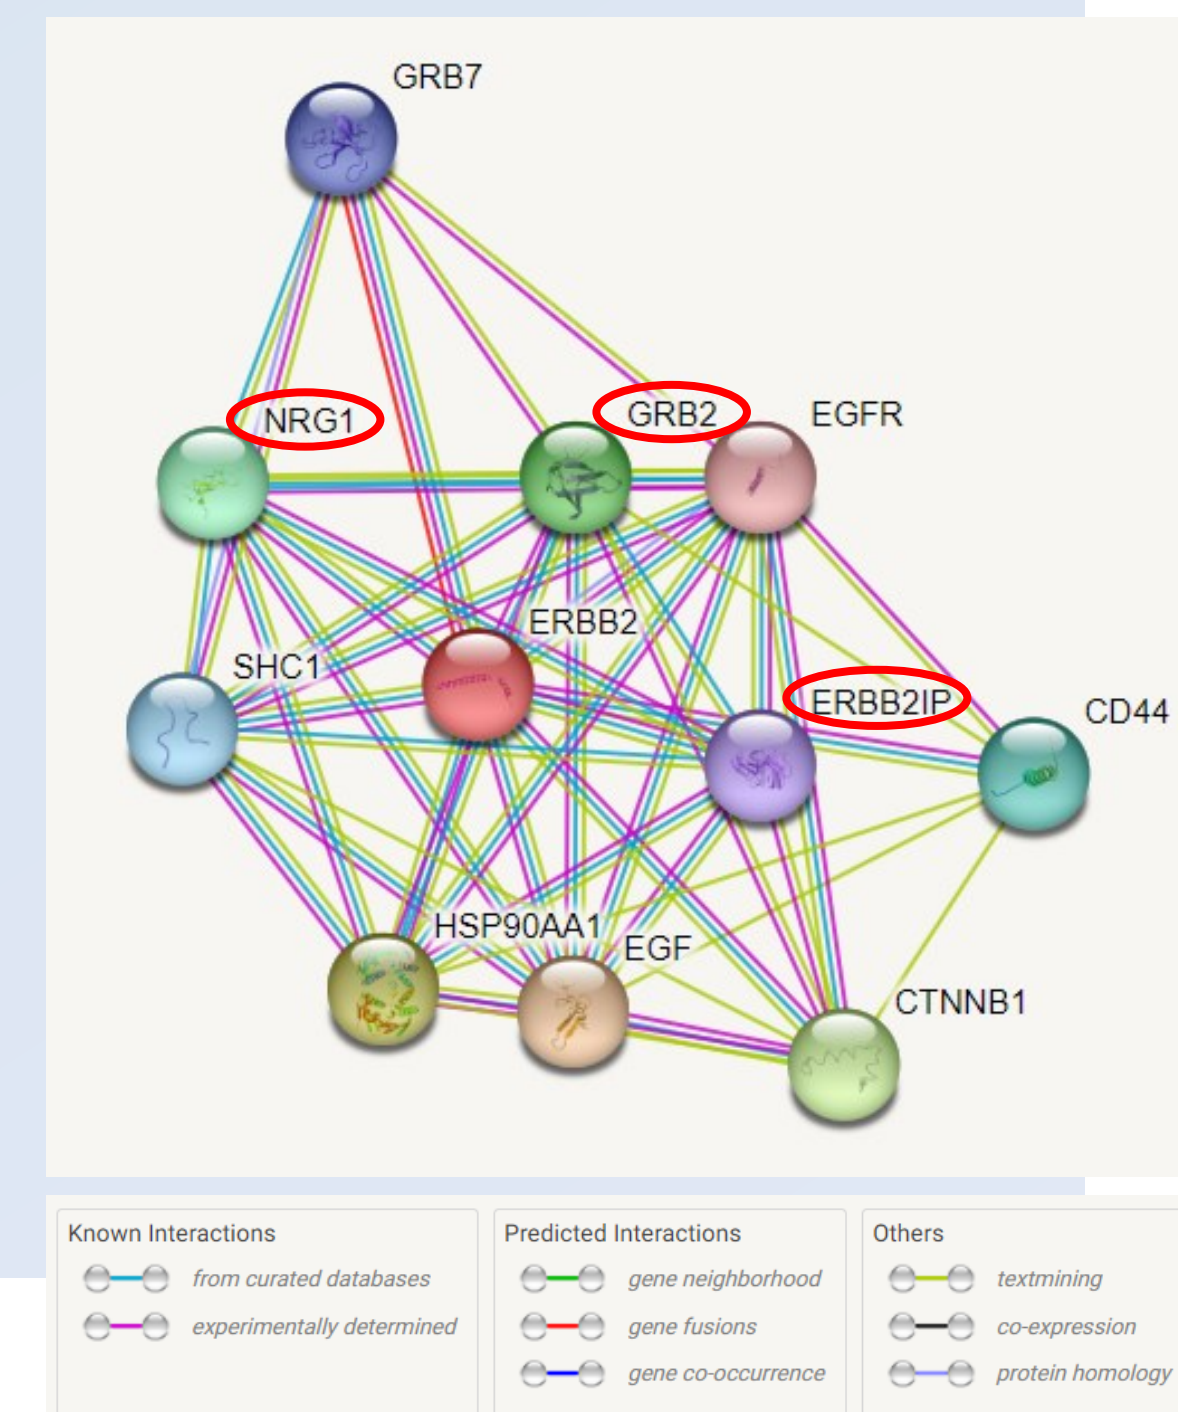 GRB7
NRG1
GRB2
EGFR
ERBB2
SHC1
ERBB2IP
CD44
HSP90AA1
EGF
CTNNB1
Known Interactions
from curated databases
experimentally determined
Predicted Interactions
gene neighborhood
gene fusions
gene co-occurrence
Others
textmining
co-expression
protein homology